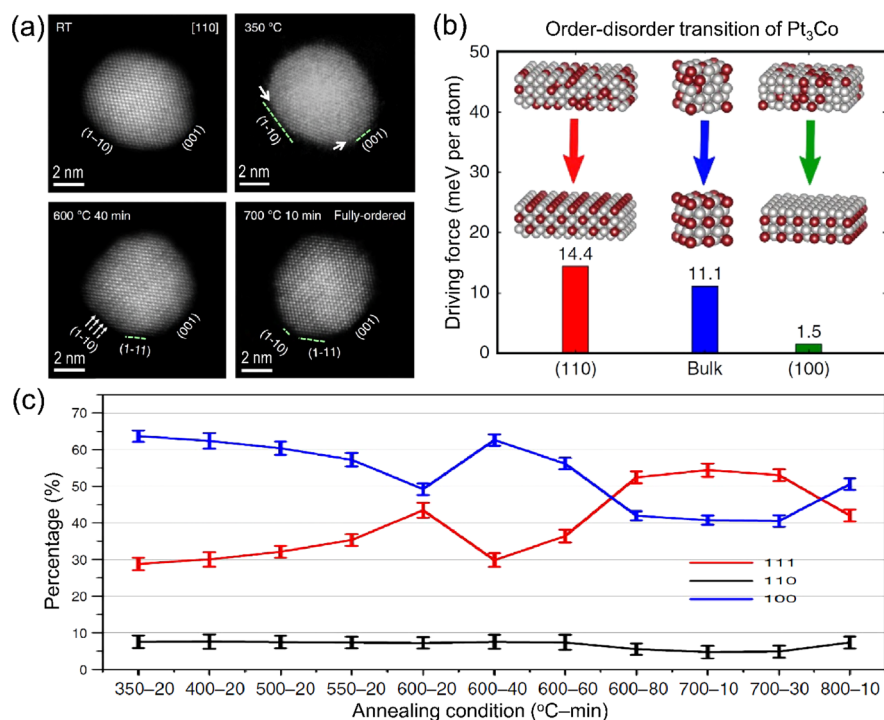 (a)
RT [110]
(1–10)
(001)
2 nm
350 °C
(1-10)
(001)
2 nm
600 °C 40 min
(1-10)
(1-11)
(001)
2 nm
700 °C 10 min Fully-ordered
(1-10)
(1-11)
(001)
2 nm
(b)
Order-disorder transition of Pt₃Co
Driving force (meV per atom)
50
40
30
20
10
0
14.4
11.1
1.5
(110) Bulk (100)
(c)
Percentage (%)
70
60
50
40
30
20
10
0
111
110
100
350–20 400–20 500–20 550–20 600–20 600–40 600–60 600–80 700–10 700–30 800–10
Annealing condition (°C–min)